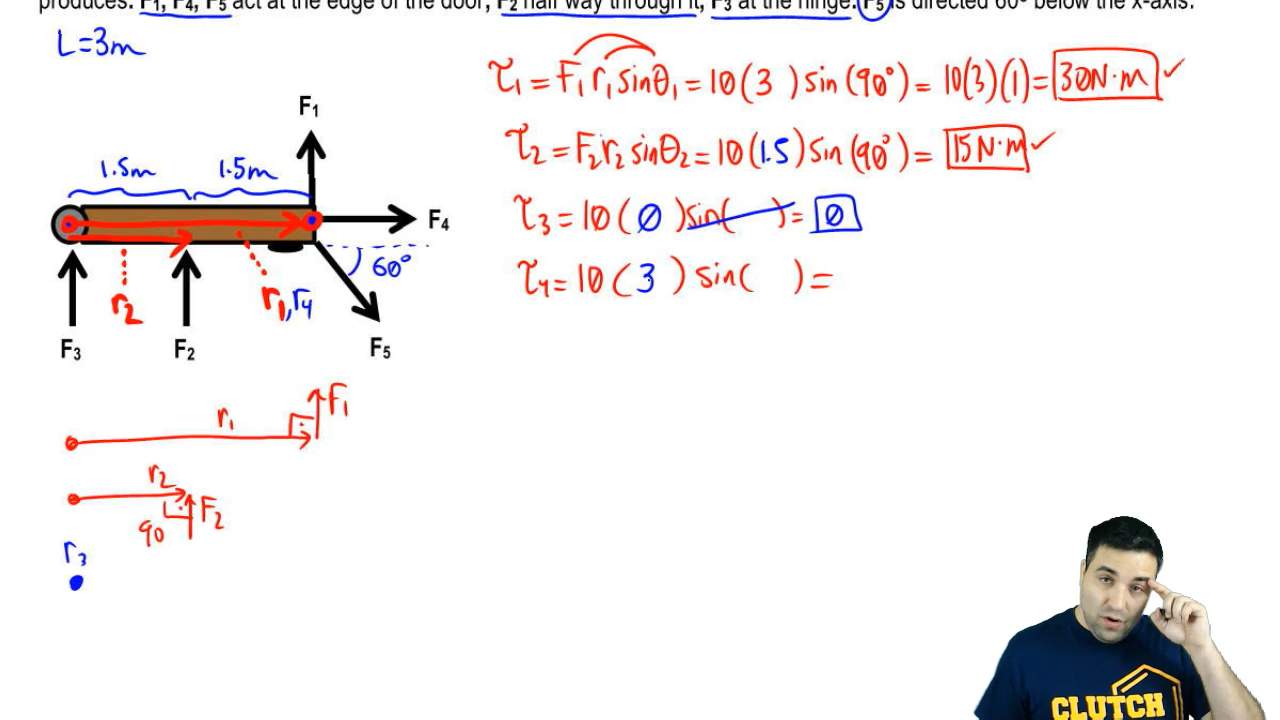 produces. F1, F4, F5 act at the edge of the door; F2 half way through it; F3 at the hinge. F5 is directed 60° below the x-axis.
L=3m
τ1 = F1 r1 sinθ1 = 10(3) sin(90°) = 10(3)(1) = 30N·m ✓
F1
τ2 = F2 r2 sinθ2 = 10(1.5) sin(90°) = 15N·m ✓
1.5m 1.5m
τ3 = 10(0) sin( ) = 0
F4
60°
τ4 = 10(3) sin( ) =
r2 r1,r4
F3 F2 F5
r1 F1
r2
F2
90
r3
CLUTCH